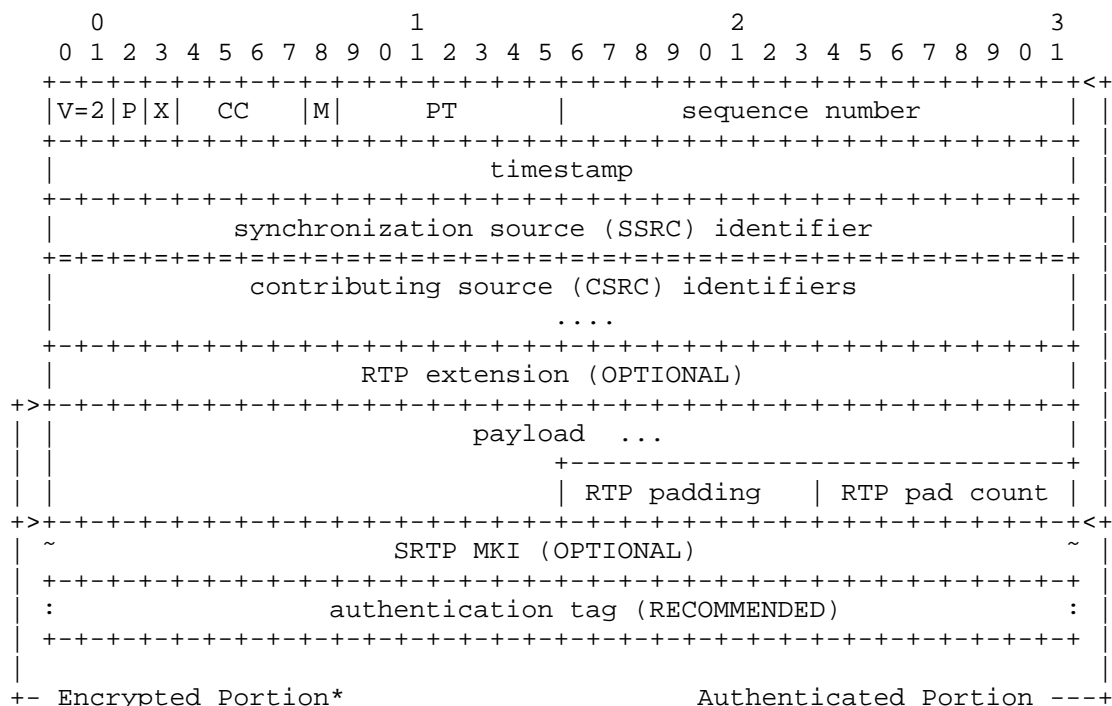 0                   1                   2                   3
   0 1 2 3 4 5 6 7 8 9 0 1 2 3 4 5 6 7 8 9 0 1 2 3 4 5 6 7 8 9 0 1
  +-+-+-+-+-+-+-+-+-+-+-+-+-+-+-+-+-+-+-+-+-+-+-+-+-+-+-+-+-+-+-+-+<+
  |V=2|P|X|  CC   |M|     PT      |       sequence number         | |
  +-+-+-+-+-+-+-+-+-+-+-+-+-+-+-+-+-+-+-+-+-+-+-+-+-+-+-+-+-+-+-+-+ |
  |                           timestamp                           | |
  +-+-+-+-+-+-+-+-+-+-+-+-+-+-+-+-+-+-+-+-+-+-+-+-+-+-+-+-+-+-+-+-+ |
  |           synchronization source (SSRC) identifier            | |
  +=+=+=+=+=+=+=+=+=+=+=+=+=+=+=+=+=+=+=+=+=+=+=+=+=+=+=+=+=+=+=+=+ |
  |            contributing source (CSRC) identifiers             | |
  |                               ....                            | |
  +-+-+-+-+-+-+-+-+-+-+-+-+-+-+-+-+-+-+-+-+-+-+-+-+-+-+-+-+-+-+-+-+ |
  |                   RTP extension (OPTIONAL)                    | |
+>+-+-+-+-+-+-+-+-+-+-+-+-+-+-+-+-+-+-+-+-+-+-+-+-+-+-+-+-+-+-+-+-+ |
| |                          payload  ...                         | |
| |                               +-------------------------------+ |
| |                               | RTP padding   | RTP pad count | |
+>+-+-+-+-+-+-+-+-+-+-+-+-+-+-+-+-+-+-+-+-+-+-+-+-+-+-+-+-+-+-+-+-+<+
| ~                     SRTP MKI (OPTIONAL)                       ~ |
| +-+-+-+-+-+-+-+-+-+-+-+-+-+-+-+-+-+-+-+-+-+-+-+-+-+-+-+-+-+-+-+-+ |
| :                 authentication tag (RECOMMENDED)              : |
| +-+-+-+-+-+-+-+-+-+-+-+-+-+-+-+-+-+-+-+-+-+-+-+-+-+-+-+-+-+-+-+-+ |
|                                                                   |
+- Encrypted Portion*                      Authenticated Portion ---+